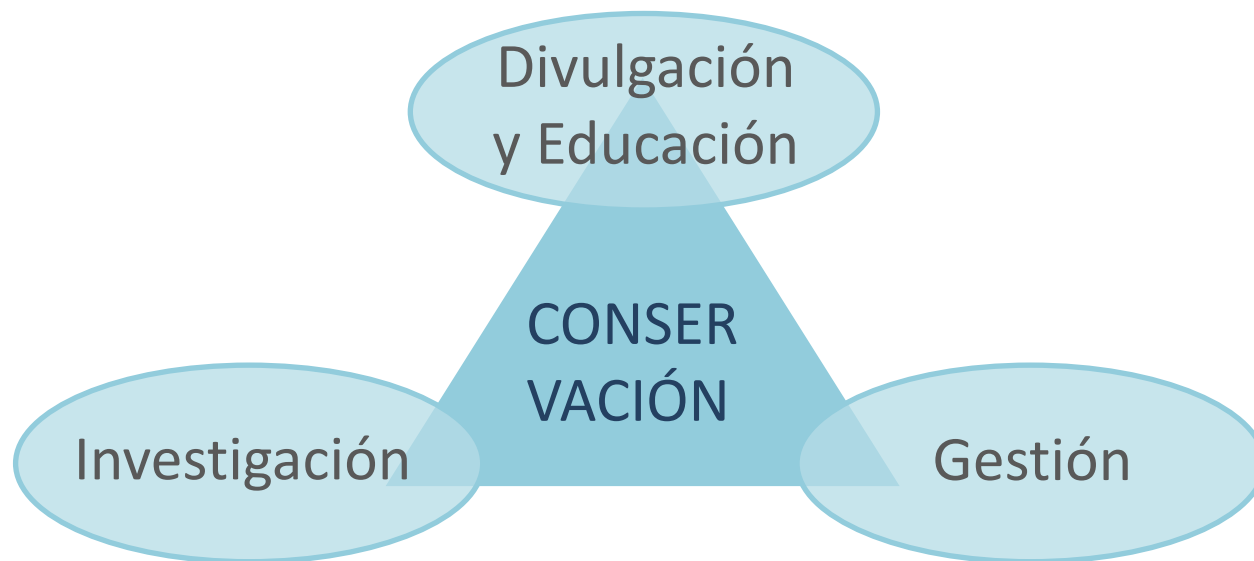 Divulgación
y Educación
CONSER
VACIÓN
Investigación
Gestión